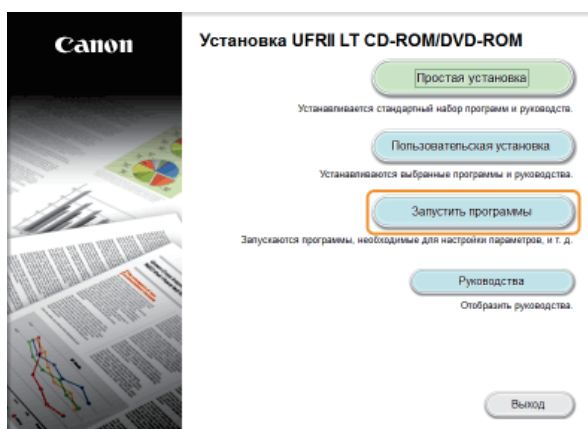 Canon
Установка UFRII LT CD-ROM/DVD-ROM
Простая установка
Устанавливается стандартный набор программ и руководств.
Пользовательская установка
Устанавливаются выбранные программы и руководства.
Запустить программы
Запускаются программы, необходимые для настройки параметров, и т. д.
Руководства
Отобразить руководства.
Выход